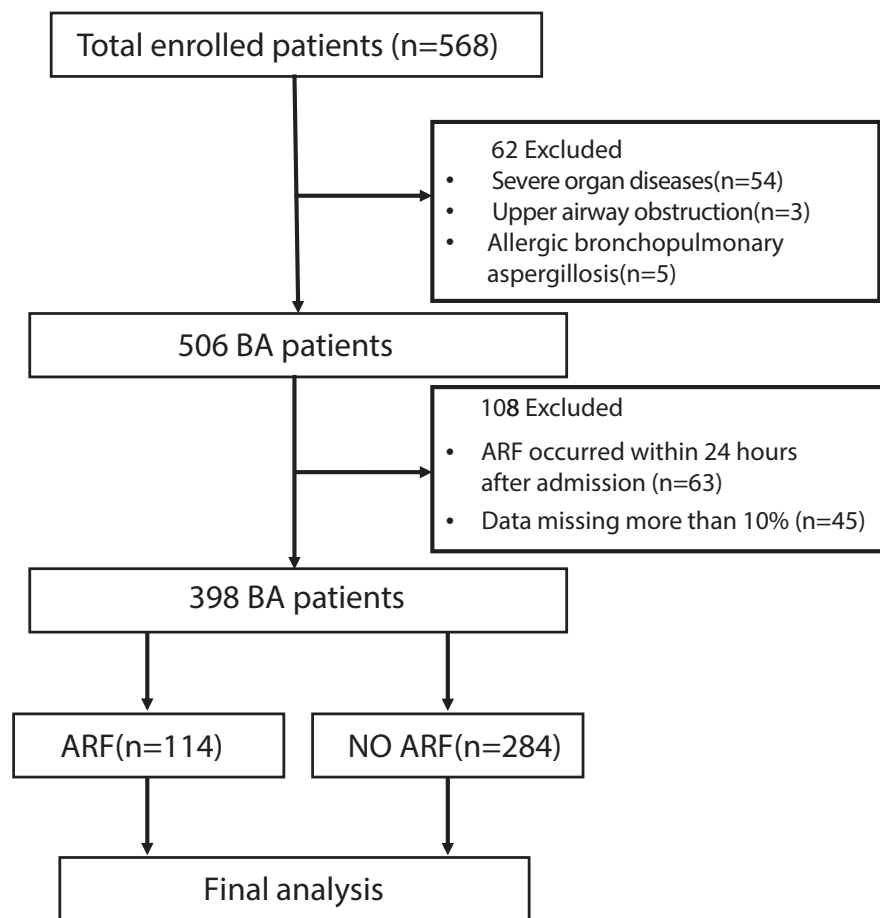 Total enrolled patients (n=568)
62 Excluded
• Severe organ diseases(n=54)
• Upper airway obstruction(n=3)
• Allergic bronchopulmonary
aspergillosis(n=5)
506 BA patients
108 Excluded
• ARF occurred within 24 hours
after admission (n=63)
• Data missing more than 10% (n=45)
398 BA patients
ARF(n=114)
NO ARF(n=284)
Final analysis